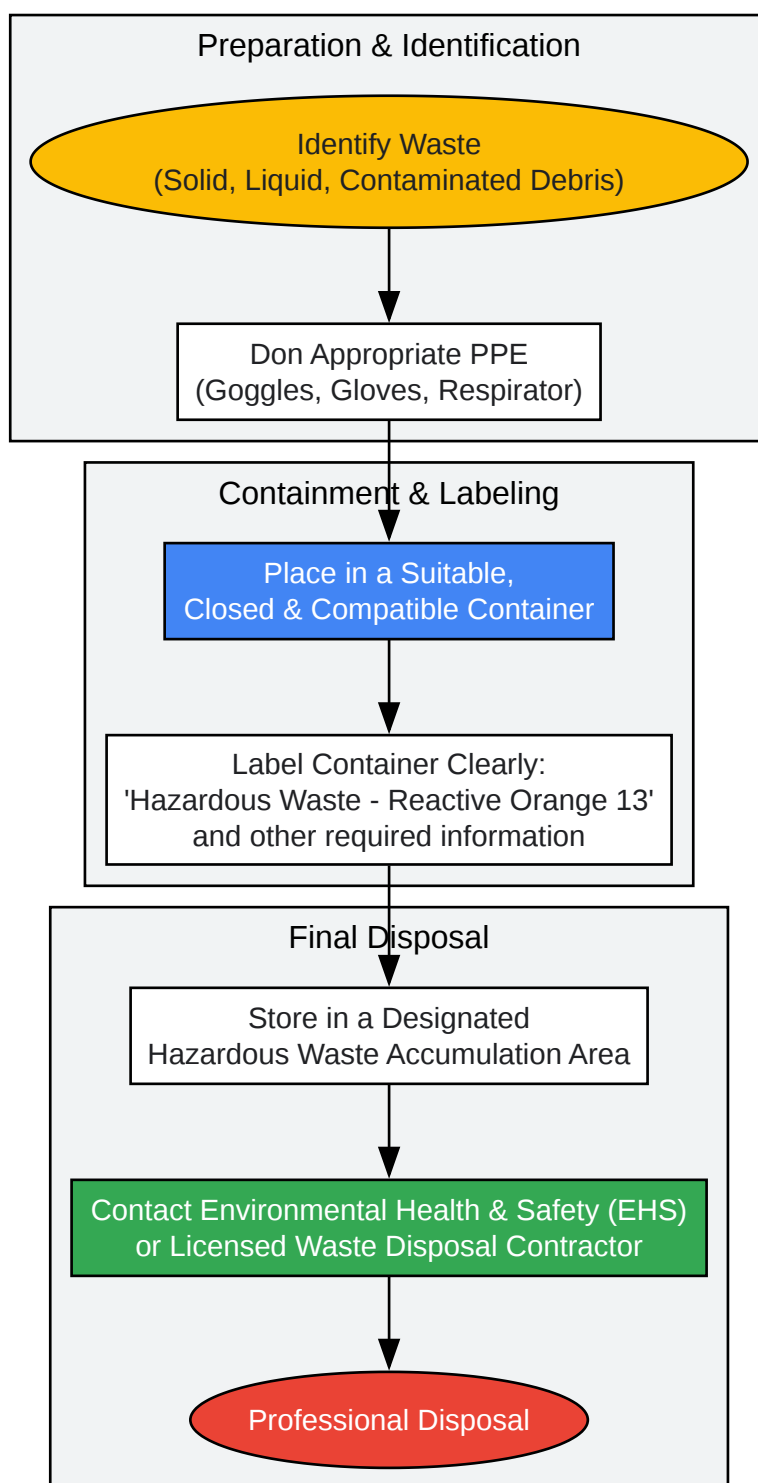 Preparation & Identification
Identify Waste
(Solid, Liquid, Contaminated Debris)
Don Appropriate PPE
(Goggles, Gloves, Respirator)
Containment & Labeling
Place in a Suitable,
Closed & Compatible Container
Label Container Clearly:
'Hazardous Waste - Reactive Orange 13'
and other required information
Final Disposal
Store in a Designated
Hazardous Waste Accumulation Area
Contact Environmental Health & Safety (EHS)
or Licensed Waste Disposal Contractor
Professional Disposal